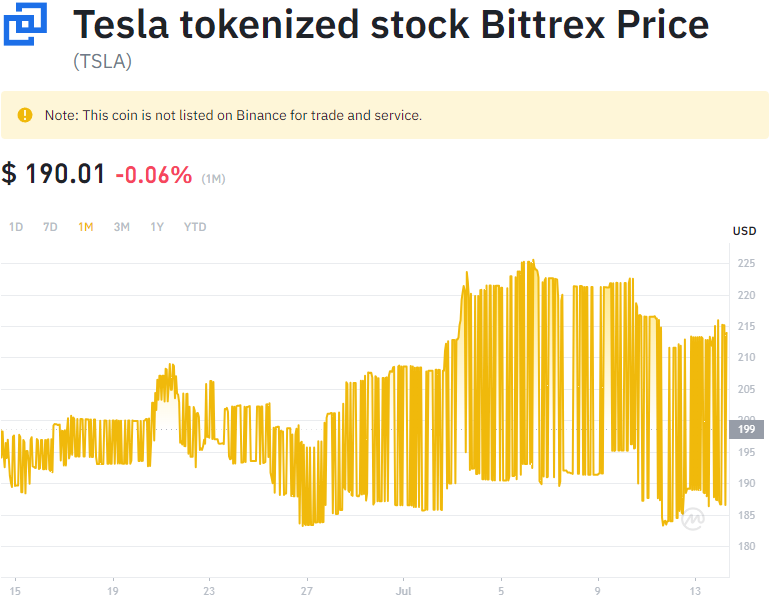 Tesla tokenized stock Bittrex Price
(TSLA)
Note: This coin is not listed on Binance for trade and service.
$ 190.01 -0.06% (1M)
1D 7D 1M 3M 1Y YTD
USD
225
220
215
210
205
200
199
195
190
185
180
15 19 23 27 Jul 5 9 13